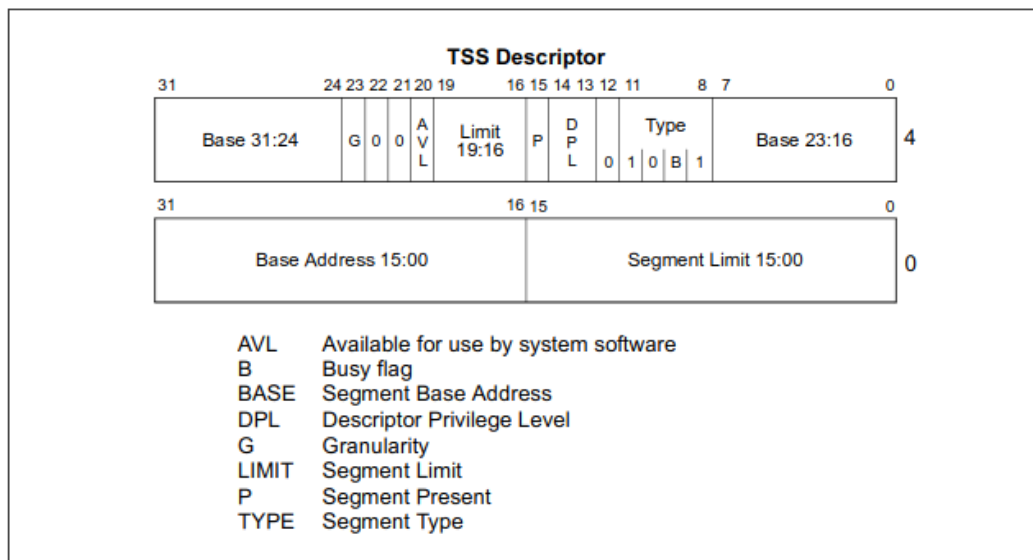 TSS Descriptor
31 24 23 22 21 20 19 16 15 14 13 12 11 8 7 0
Base 31:24 G 0 0 AVL Limit 19:16 P DPL 0 Type 1 0 B 1 Base 23:16 4
31 16 15 0
Base Address 15:00 Segment Limit 15:00 0
AVL Available for use by system software
B Busy flag
BASE Segment Base Address
DPL Descriptor Privilege Level
G Granularity
LIMIT Segment Limit
P Segment Present
TYPE Segment Type